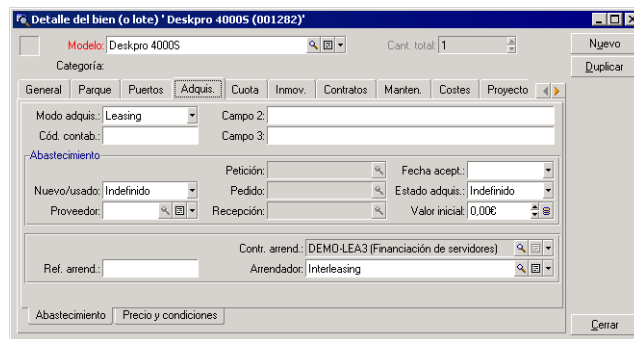 Detalle del bien (o lote) ' Deskpro 4000S (001282)'
Modelo: Deskpro 4000S Cant. total: 1 Nuevo
Categoría: Duplicar
General Parque Puertos Adquis. Cuota Inmov. Contratos Manten. Costes Proyecto
Modo adquis.: Leasing Campo 2:
Cód. contab.: Campo 3:
Abastecimiento
Petición: Fecha acept.:
Nuevo/usado: Indefinido Pedido: Estado adquis.: Indefinido
Proveedor: Recepción: Valor inicial: 0,00€
Contr. arrend.: DEMO-LEA3 (Financiación de servidores)
Ref. arrend.: Arrendador: Interleasing
Abastecimiento Precio y condiciones
Cerrar